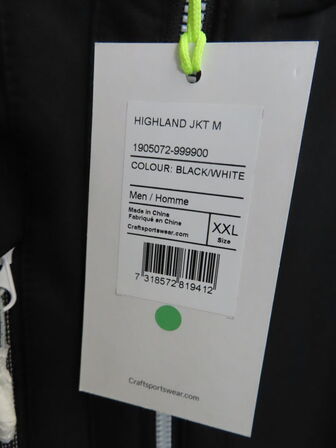 HIGHLAND JKT M
1905072-999900
COLOUR: BLACK/WHITE
Men / Homme
Made in China
Fabriqué en Chine
Craftsportswear.com
XXL
Size
7 318572 819412
Craftsportswear.com